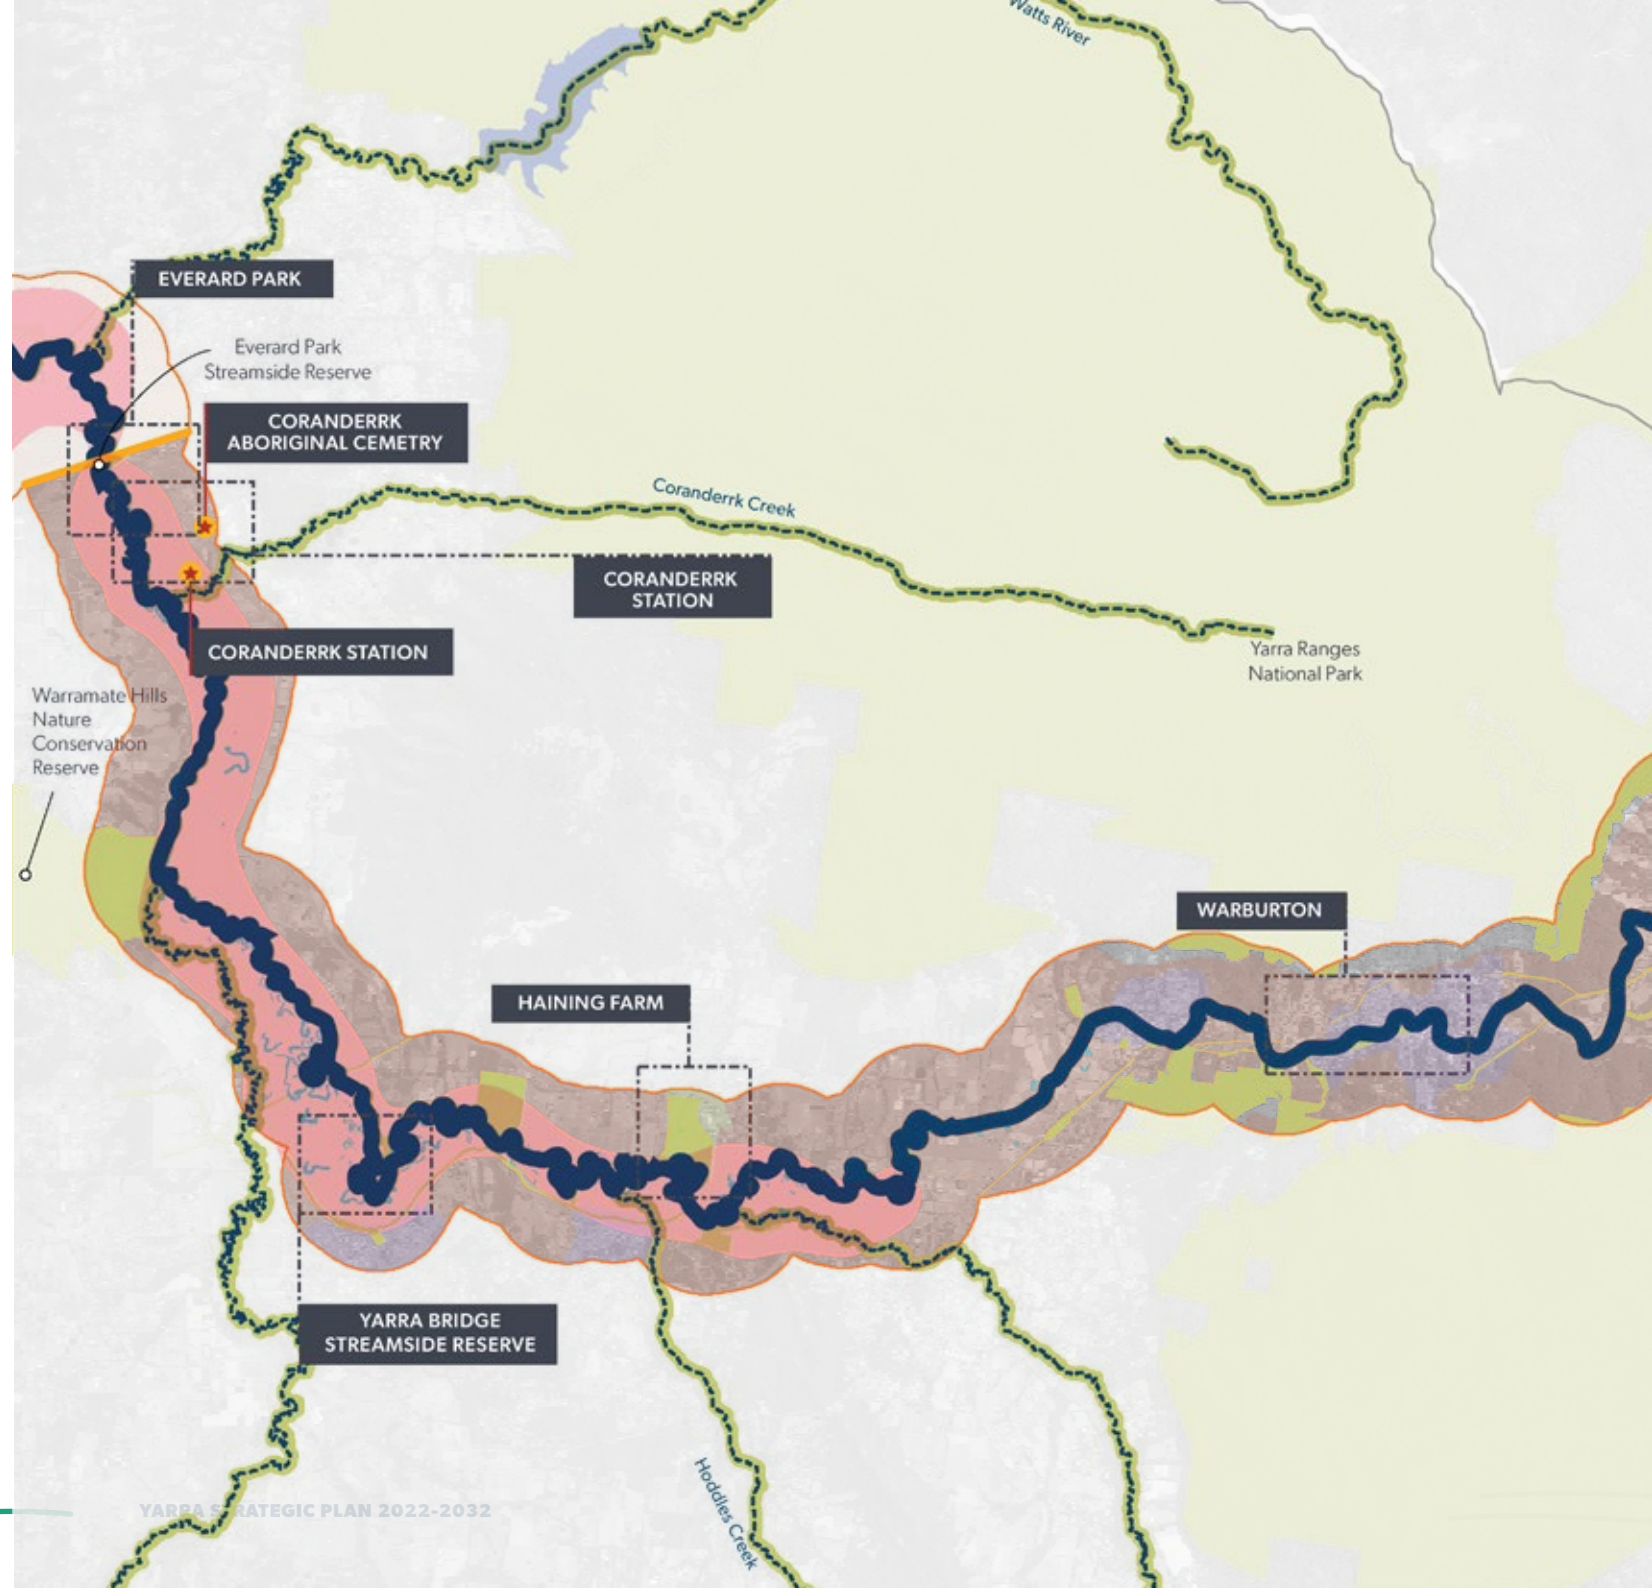 Watts River
EVERARD PARK
Everard Park
Streamside Reserve
CORANDERRK
ABORIGINAL CEMETRY
Coranderrk Creek
CORANDERRK
STATION
CORANDERRK STATION
Yarra Ranges
National Park
Warramate Hills
Nature
Conservation
Reserve
WARBURTON
HAINING FARM
YARRA BRIDGE
STREAMSIDE RESERVE
Hoddles Creek
YARRA STRATEGIC PLAN 2022-2032